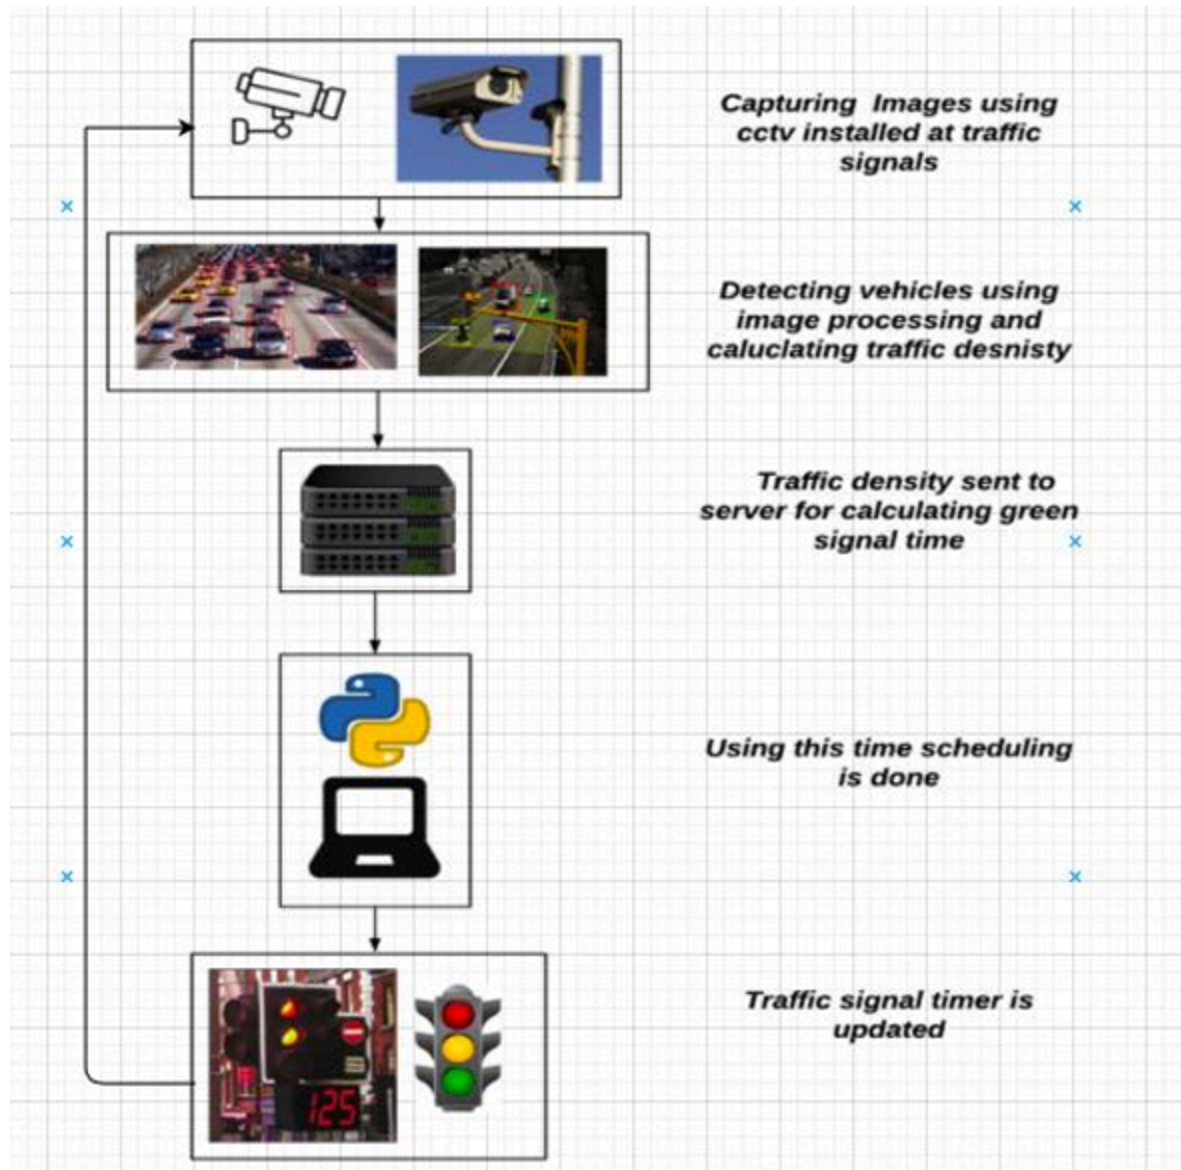 Capturing Images using
cctv installed at traffic
signals
Detecting vehicles using
image processing and
caluclating traffic desnisty
Traffic density sent to
server for calculating green
signal time
Using this time scheduling
is done
Traffic signal timer is
updated
125